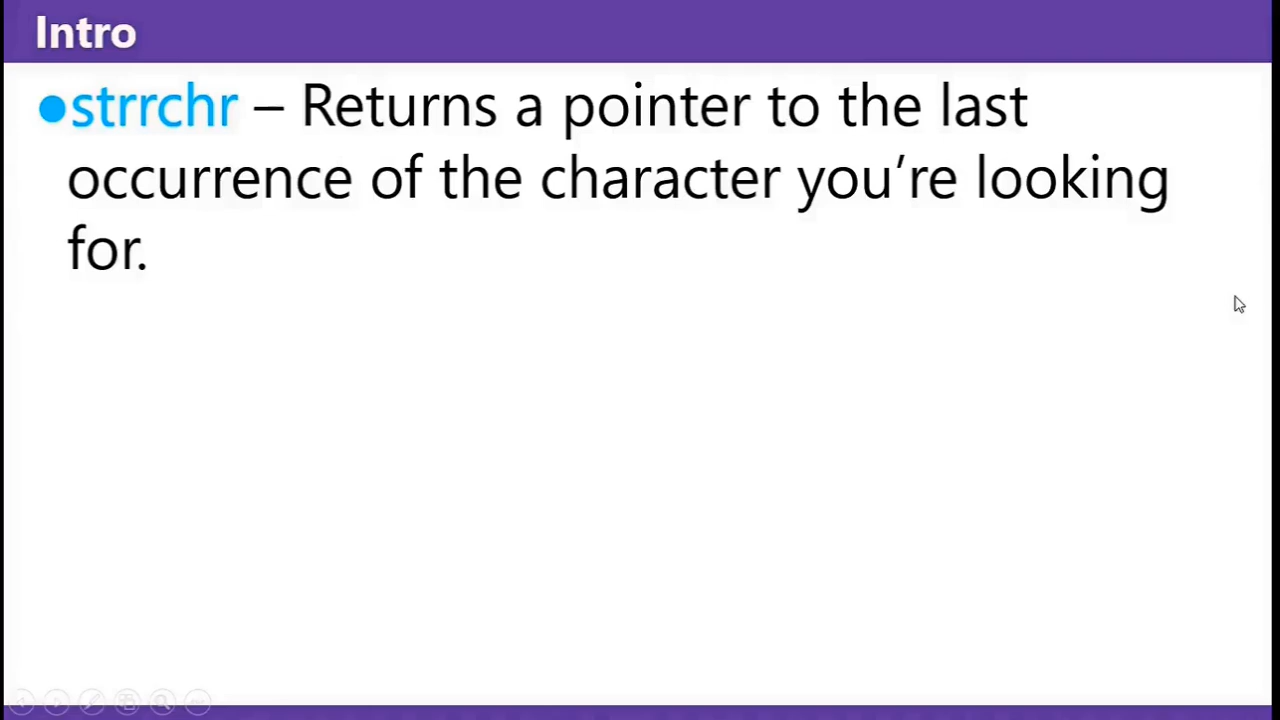 Intro
●strrchr – Returns a pointer to the last
occurrence of the character you’re looking
for.